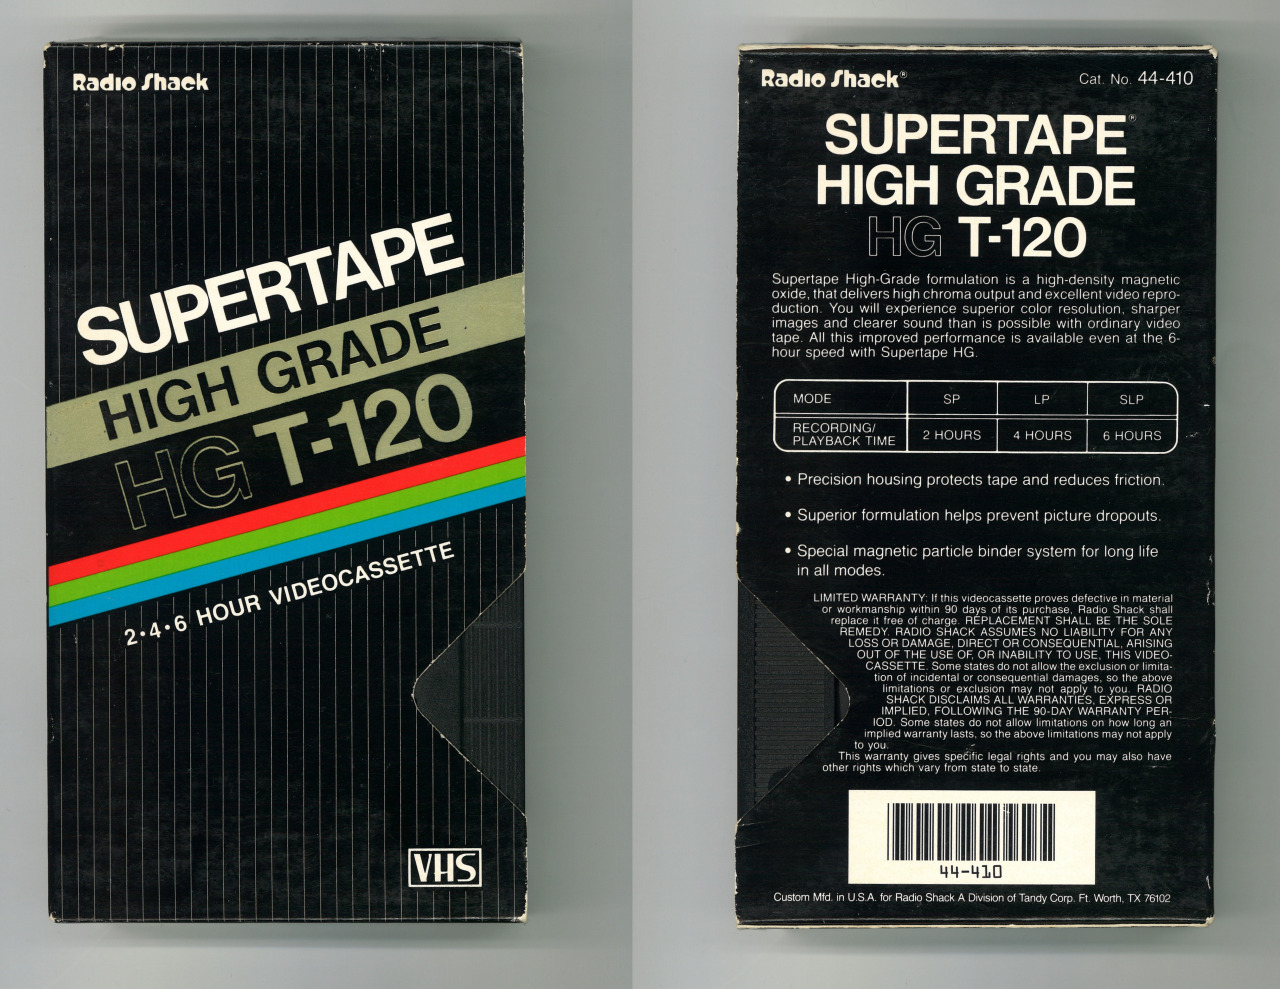 Radio Shack
SUPERTAPE
HIGH GRADE
HG T-120
2•4•6 HOUR VIDEOCASSETTE
VHS
Radio Shack®
Cat. No. 44-410
SUPERTAPE®
HIGH GRADE
HG T-120
Supertape High-Grade formulation is a high-density magnetic
oxide, that delivers high chroma output and excellent video repro-
duction. You will experience superior color resolution, sharper
images and clearer sound than is possible with ordinary video
tape. All this improved performance is available even at the 6-
hour speed with Supertape HG.
MODE SP LP SLP
RECORDING/
PLAYBACK TIME 2 HOURS 4 HOURS 6 HOURS
• Precision housing protects tape and reduces friction.
• Superior formulation helps prevent picture dropouts.
• Special magnetic particle binder system for long life
in all modes.
LIMITED WARRANTY: If this videocassette proves defective in material
or workmanship within 90 days of its purchase, Radio Shack shall
replace it free of charge. REPLACEMENT SHALL BE THE SOLE
REMEDY. RADIO SHACK ASSUMES NO LIABILITY FOR ANY
LOSS OR DAMAGE, DIRECT OR CONSEQUENTIAL, ARISING
OUT OF THE USE OF, OR INABILITY TO USE, THIS VIDEO-
CASSETTE. Some states do not allow the exclusion or limita-
tion of incidental or consequential damages, so the above
limitations or exclusion may not apply to you. RADIO
SHACK DISCLAIMS ALL WARRANTIES, EXPRESS OR
IMPLIED, FOLLOWING THE 90-DAY WARRANTY PER-
IOD. Some states do not allow limitations on how long an
implied warranty lasts, so the above limitations may not apply
to you.
This warranty gives specific legal rights and you may also have
other rights which vary from state to state.
44-410
Custom Mfd. in U.S.A. for Radio Shack A Division of Tandy Corp. Ft. Worth, TX 76102